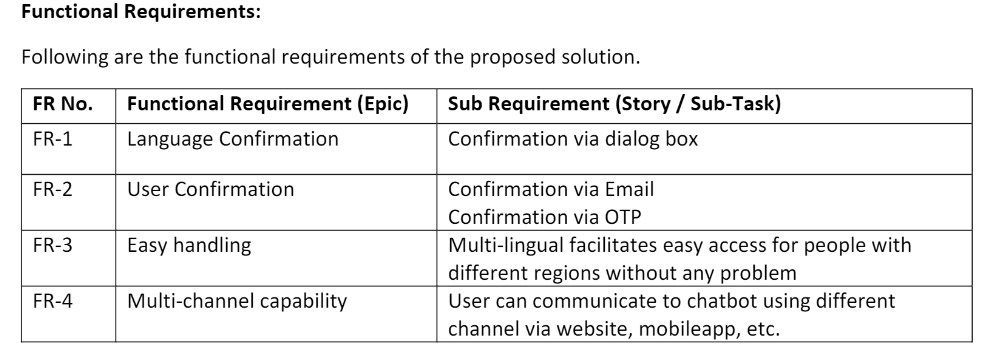 Functional Requirements:
Following are the functional requirements of the proposed solution.
FR No. Functional Requirement (Epic) Sub Requirement (Story / Sub-Task)
FR-1 Language Confirmation Confirmation via dialog box
FR-2 User Confirmation Confirmation via Email
Confirmation via OTP
FR-3 Easy handling Multi-lingual facilitates easy access for people with
different regions without any problem
FR-4 Multi-channel capability User can communicate to chatbot using different
channel via website, mobileapp, etc.